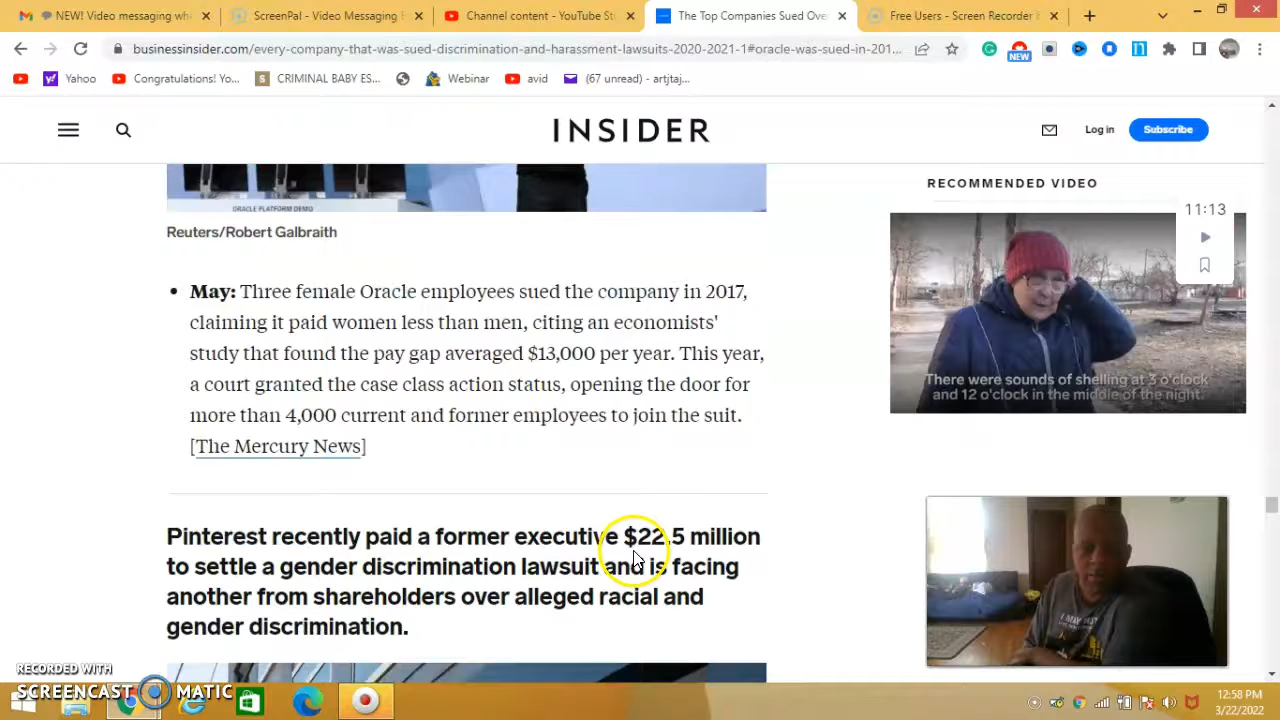 NEW! Video messaging whe
ScreenPal - Video Messaging E
Channel content - YouTube St
The Top Companies Sued Ove
Free Users - Screen Recorder
businessinsider.com/every-company-that-was-sued-discrimination-and-harassment-lawsuits-2020-2021-1#oracle-was-sued-in-201...
NEW
Yahoo
Congratulations! Yo...
CRIMINAL BABY ES...
Webinar
avid
(67 unread) - artjtaj...
INSIDER
Log in
Subscribe
ORACLE PLATFORM DEMO
Reuters/Robert Galbraith
• May: Three female Oracle employees sued the company in 2017,
claiming it paid women less than men, citing an economists'
study that found the pay gap averaged $13,000 per year. This year,
a court granted the case class action status, opening the door for
more than 4,000 current and former employees to join the suit.
[The Mercury News]
Pinterest recently paid a former executive $22.5 million
to settle a gender discrimination lawsuit and is facing
another from shareholders over alleged racial and
gender discrimination.
RECOMMENDED VIDEO
11:13
There were sounds of shelling at 3 o'clock
and 12 o'clock in the middle of the night.
RECORDED WITH
SCREENCAST MATIC
12:58 PM
3/22/2022